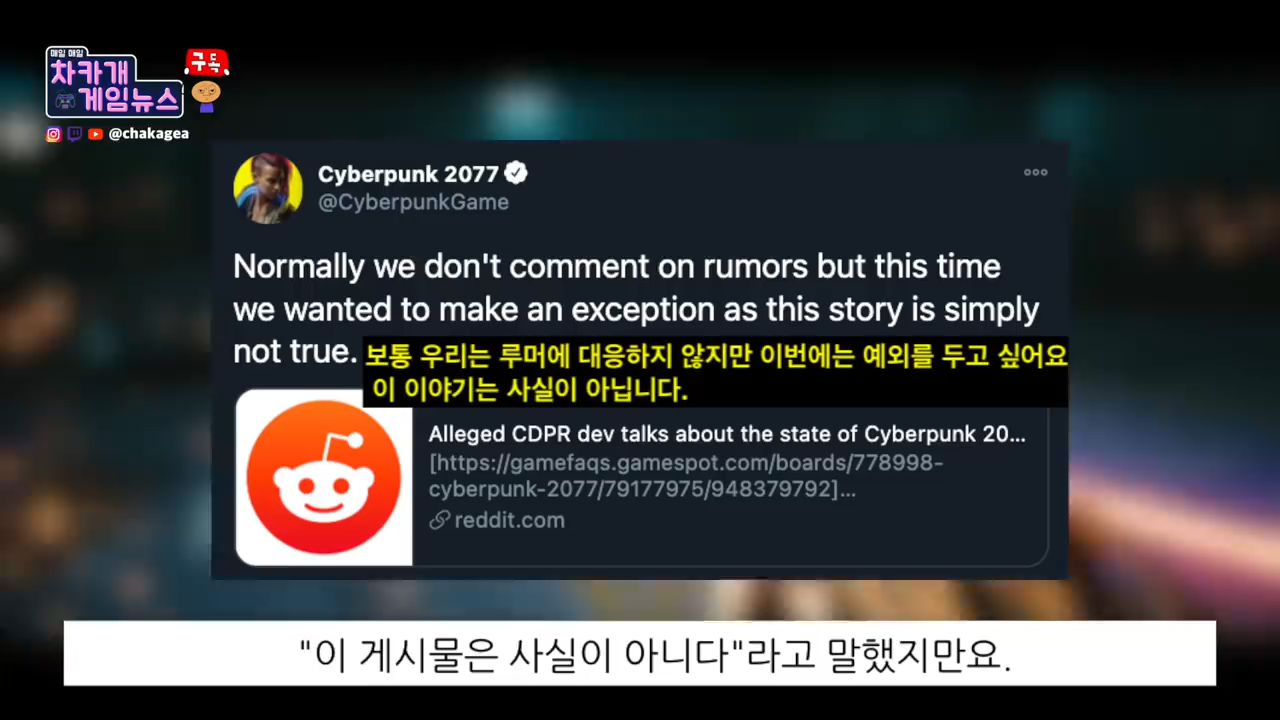 매일 매일
차카개
게임뉴스
구독
@chakagea
Cyberpunk 2077
@CyberpunkGame
Normally we don't comment on rumors but this time
we wanted to make an exception as this story is simply
not true.
보통 우리는 루머에 대응하지 않지만 이번에는 예외를 두고 싶어요
이 이야기는 사실이 아닙니다.
Alleged CDPR dev talks about the state of Cyberpunk 20...
[https://gamefaqs.gamespot.com/boards/778998-
cyberpunk-2077/79177975/948379792]...
reddit.com
"이 게시물은 사실이 아니다"라고 말했지만요.